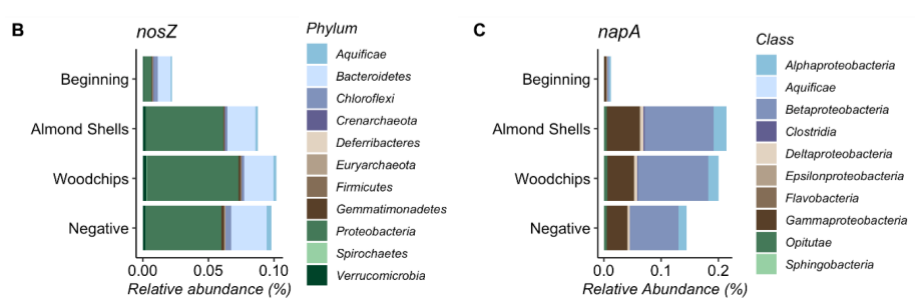 B
nosZ
Beginning
Almond Shells
Woodchips
Negative
0.00 0.05 0.10
Relative abundance (%)
Phylum
Aquificae
Bacteroidetes
Chloroflexi
Crenarchaeota
Deferribacteres
Euryarchaeota
Firmicutes
Gemmatimonadetes
Proteobacteria
Spirochaetes
Verrucomicrobia
C
napA
Beginning
Almond Shells
Woodchips
Negative
0.0 0.1 0.2
Relative Abundance (%)
Class
Alphaproteobacteria
Aquificae
Betaproteobacteria
Clostridia
Deltaproteobacteria
Epsilonproteobacteria
Flavobacteria
Gammaproteobacteria
Opitutae
Sphingobacteria